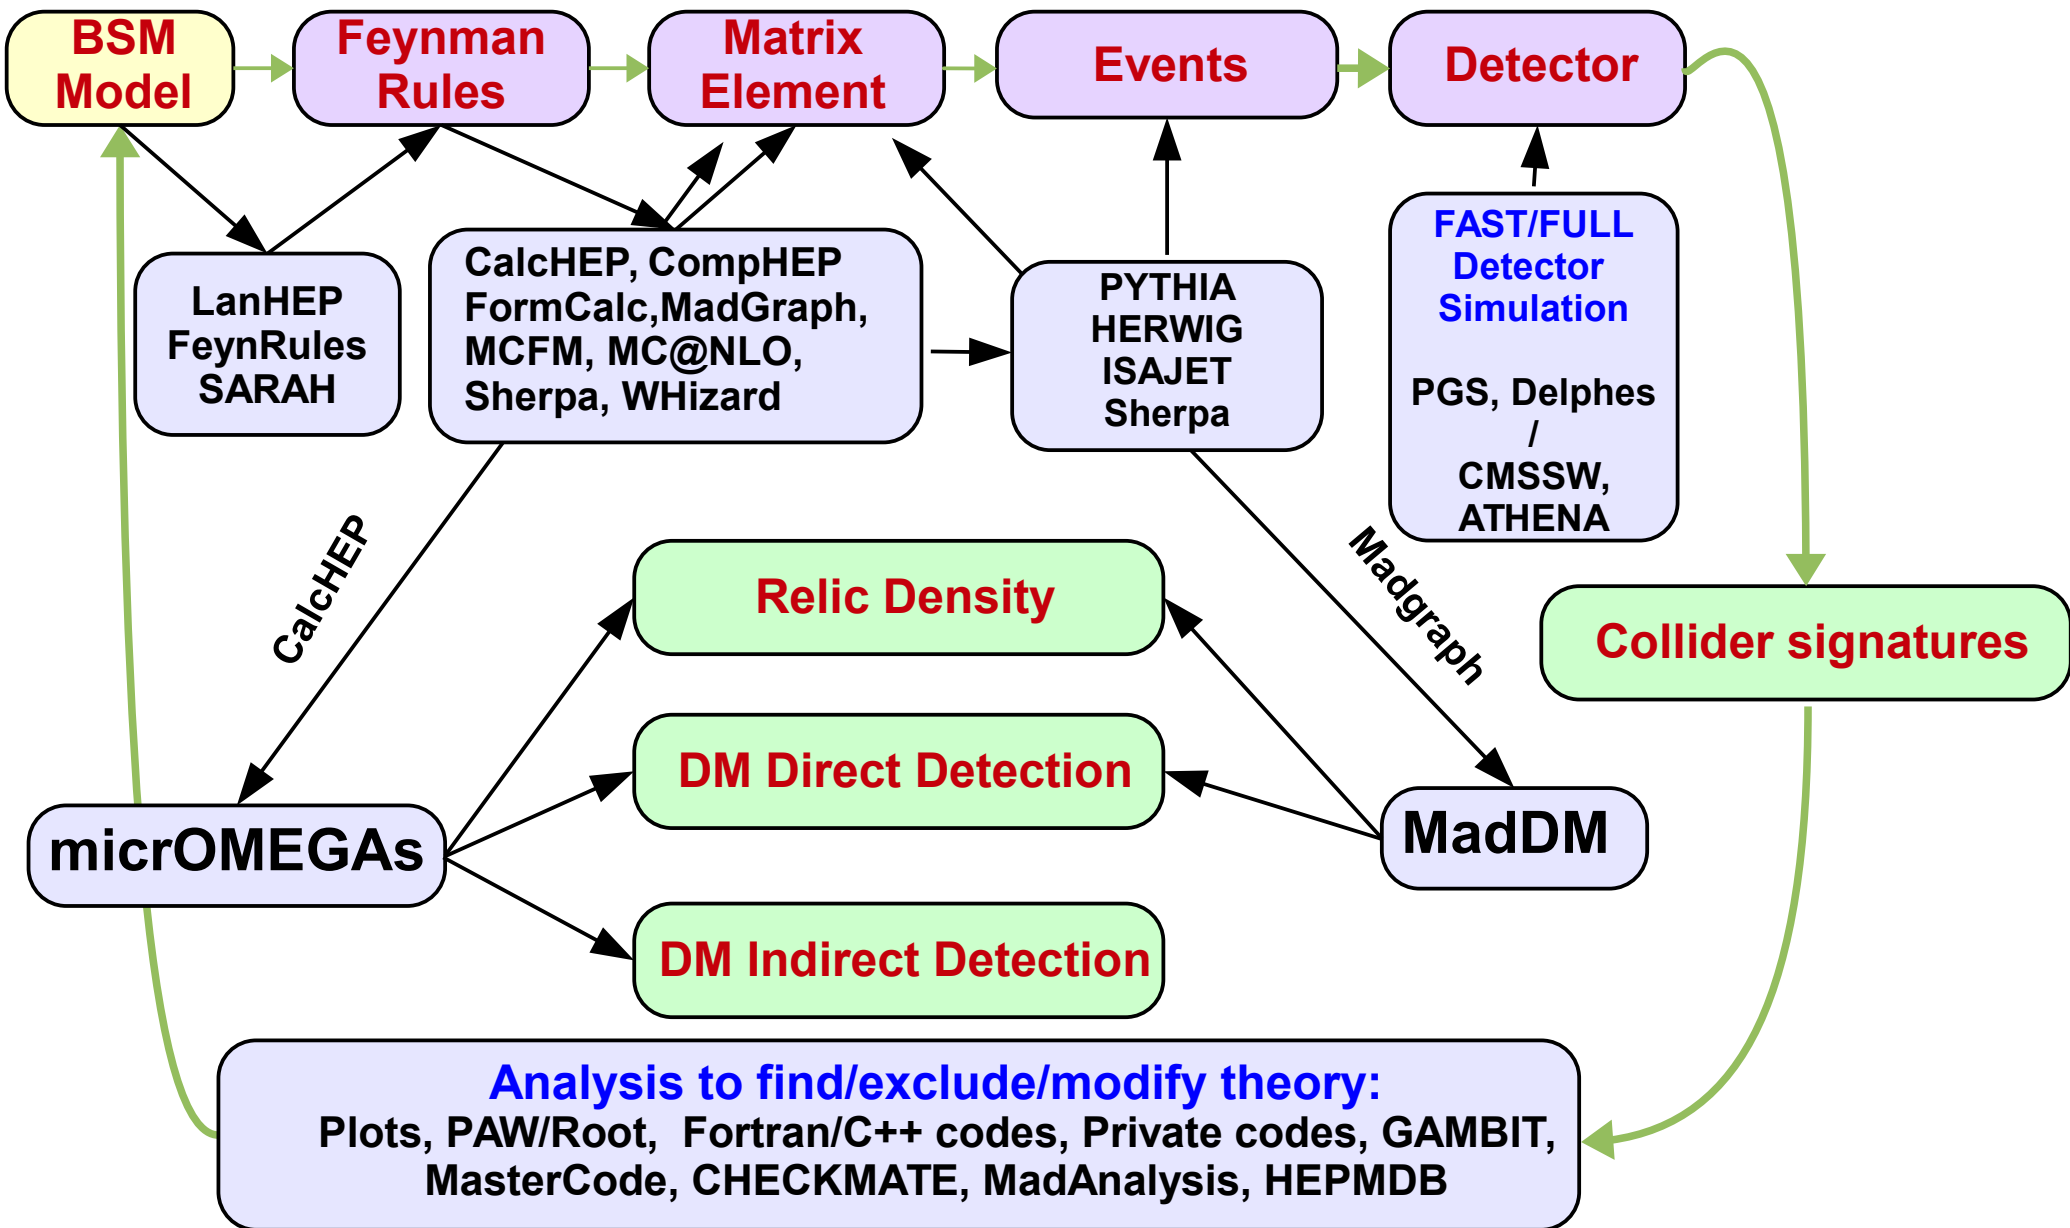 BSM
Model
Feynman
Rules
Matrix
Element
Events
Detector
LanHEP
FeynRules
SARAH
CalcHEP, CompHEP
FormCalc,MadGraph,
MCFM, MC@NLO,
Sherpa, WHizard
PYTHIA
HERWIG
ISAJET
Sherpa
FAST/FULL
Detector
Simulation
PGS, Delphes
/
CMSSW,
ATHENA
CalcHEP
Madgraph
Relic Density
Collider signatures
DM Direct Detection
micrOMEGAs
MadDM
DM Indirect Detection
Analysis to find/exclude/modify theory:
Plots, PAW/Root, Fortran/C++ codes, Private codes, GAMBIT,
MasterCode, CHECKMATE, MadAnalysis, HEPMDB